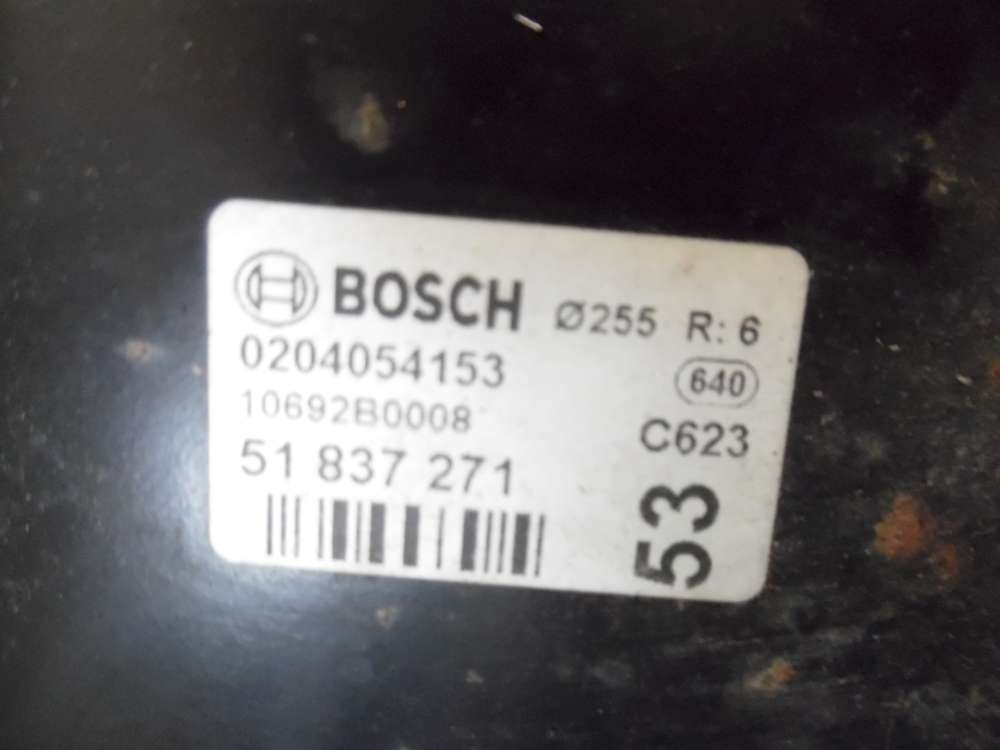 BOSCH Ø255 R: 6
0204054153
640
10692B0008
C623
51 837 271
53